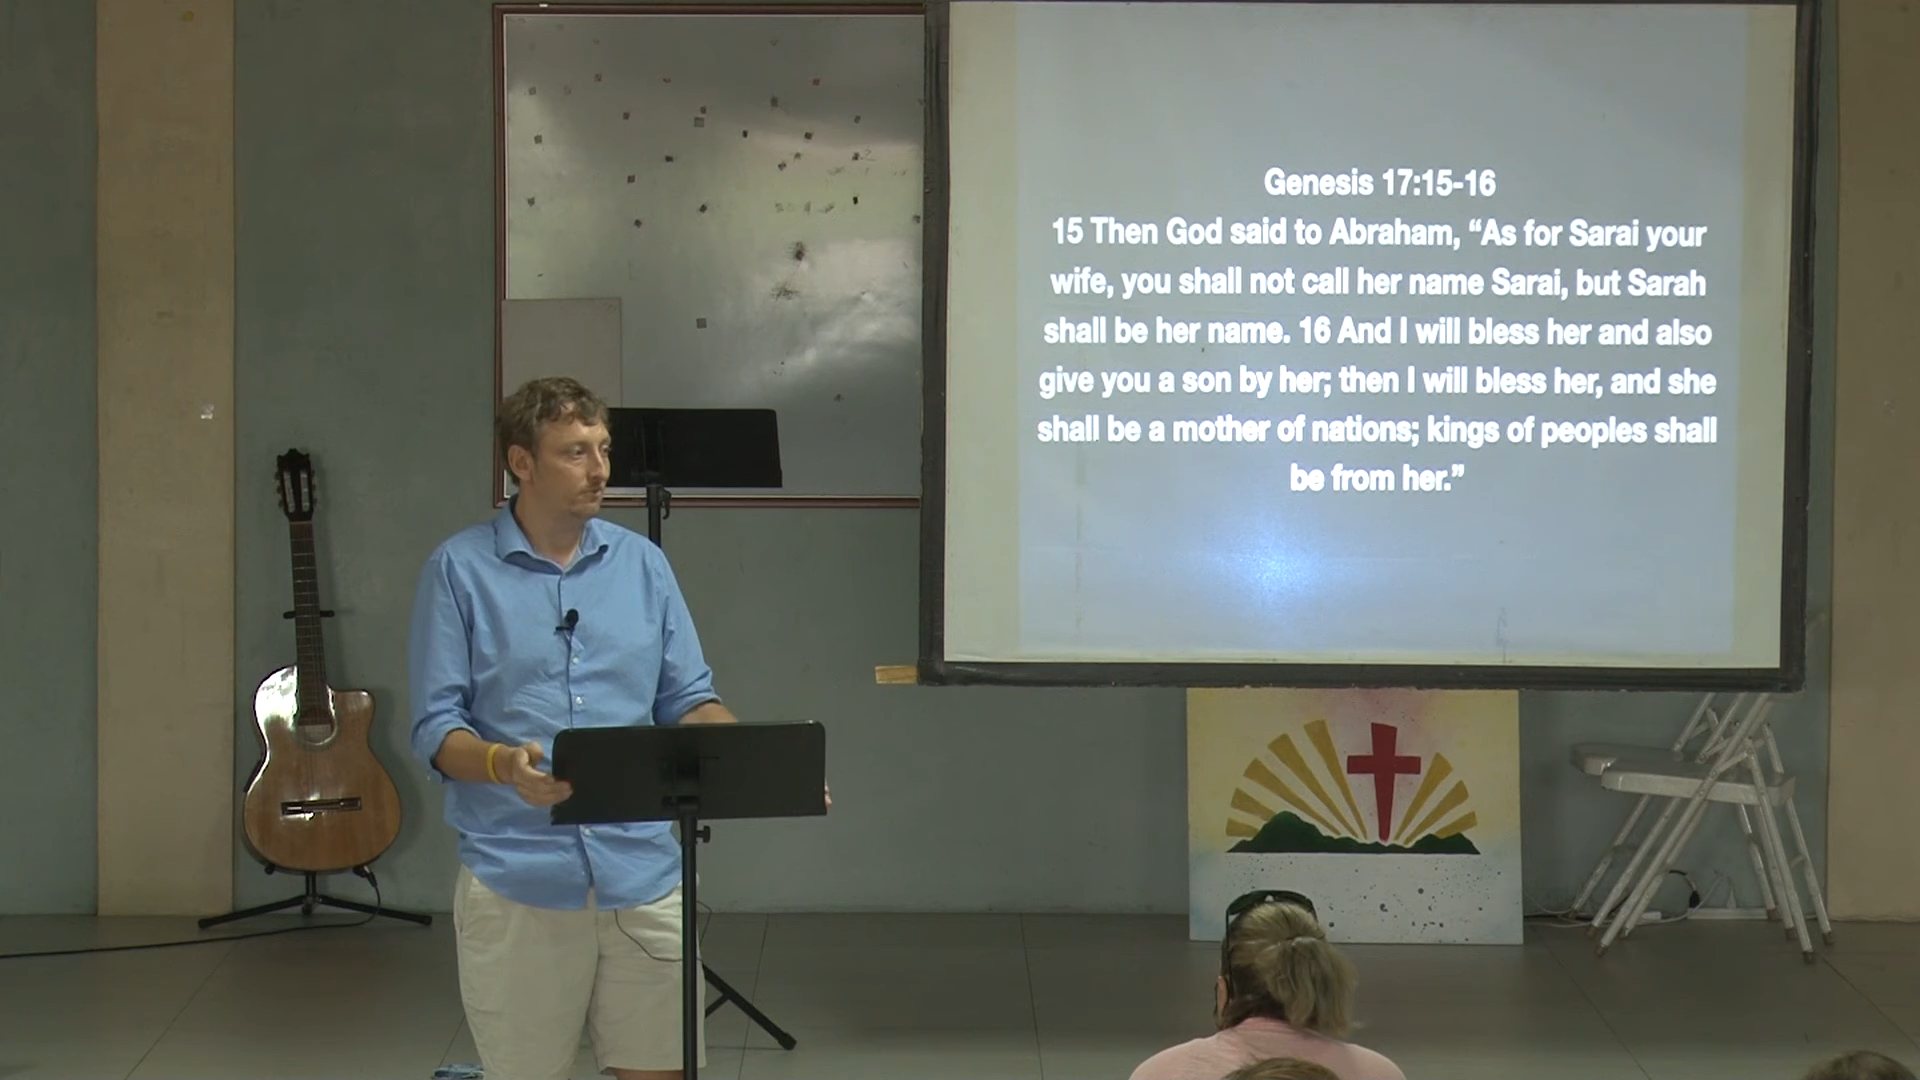 Genesis 17:15-16
15 Then God said to Abraham, “As for Sarai your
wife, you shall not call her name Sarai, but Sarah
shall be her name. 16 And I will bless her and also
give you a son by her; then I will bless her, and she
shall be a mother of nations; kings of peoples shall
be from her.”